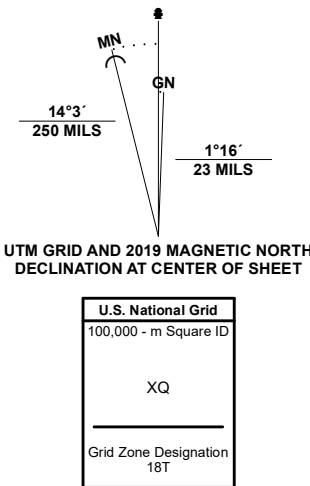 MN
GN
14°3´
250 MILS
1°16´
23 MILS
UTM GRID AND 2019 MAGNETIC NORTH
DECLINATION AT CENTER OF SHEET
U.S. National Grid
100,000 - m Square ID
XQ
Grid Zone Designation
18T